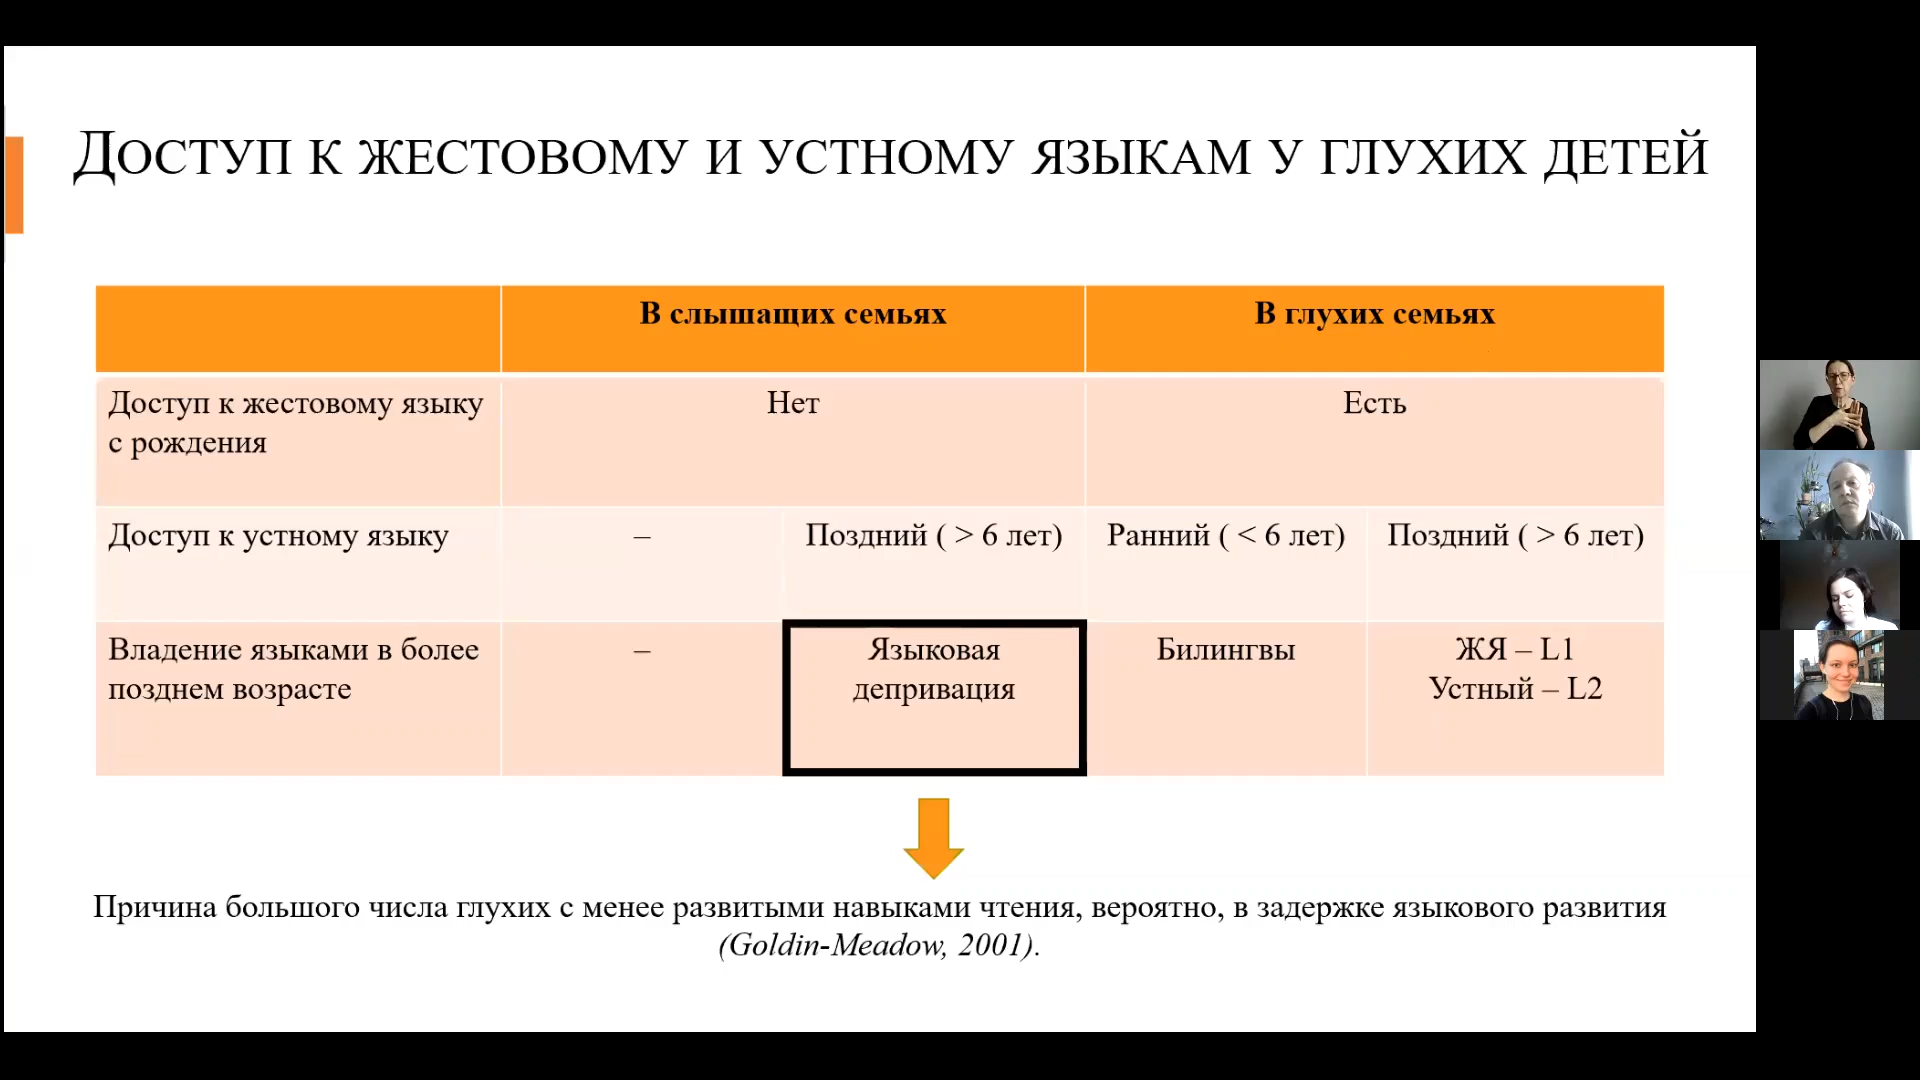 Доступ к жестовому и устному языкам у глухих детей
В слышащих семьях
В глухих семьях
Доступ к жестовому языку
с рождения
Нет
Есть
Доступ к устному языку
–
Поздний ( > 6 лет)
Ранний ( < 6 лет)
Поздний ( > 6 лет)
Владение языками в более
позднем возрасте
–
Языковая
депривация
Билингвы
ЖЯ – L1
Устный – L2
Причина большого числа глухих с менее развитыми навыками чтения, вероятно, в задержке языкового развития
(Goldin-Meadow, 2001).